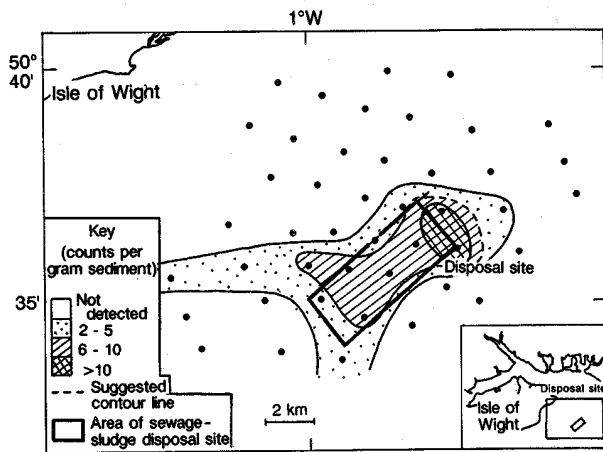 1°W
50°
40'
Isle of Wight
Key
(counts per
gram sediment)
Not
detected
2 - 5
6 - 10
>10
Suggested
contour line
Area of sewage-
sludge disposal site
35'
Disposal site
2 km
Disposal site
Isle of
Wight